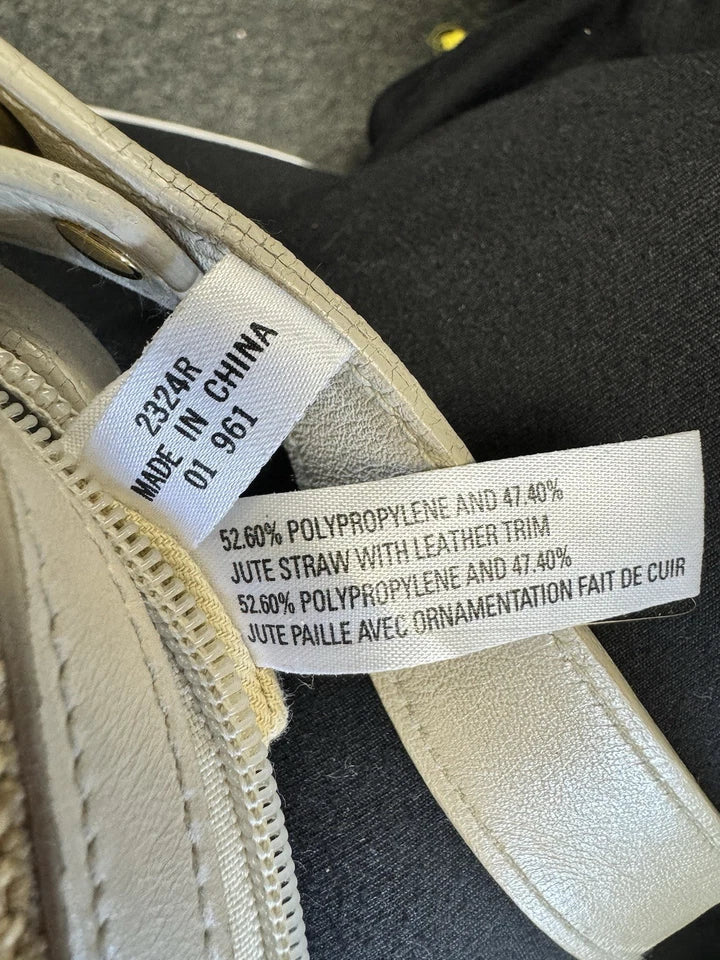 2324R
MADE IN CHINA
01 961
52.60% POLYPROPYLENE AND 47.40%
JUTE STRAW WITH LEATHER TRIM
52.60% POLYPROPYLENE AND 47.40%
JUTE PAILLE AVEC ORNAMENTATION FAIT DE CUIR